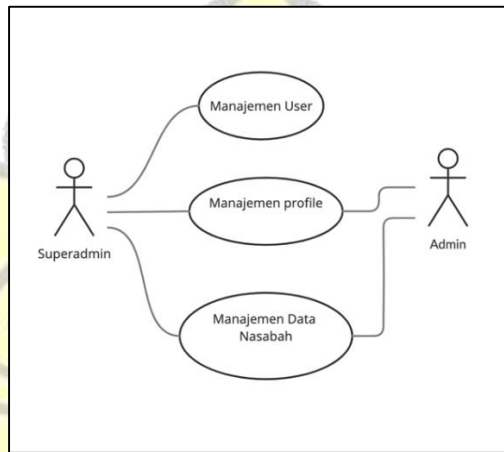 Manajemen User
Manajemen profile
Superadmin
Admin
Manajemen Data
Nasabah